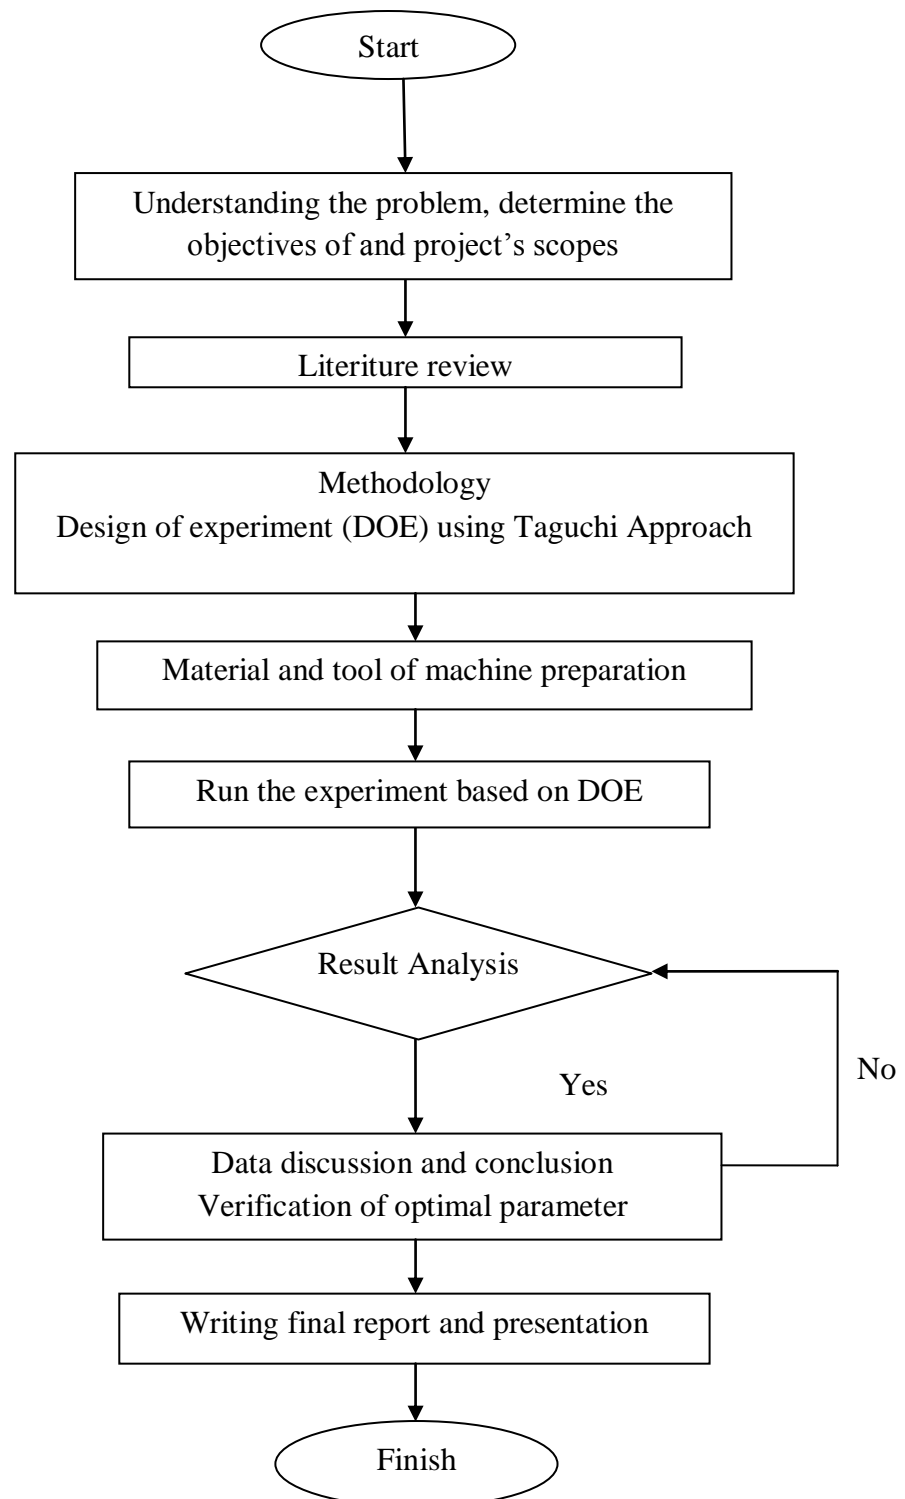 Start
Understanding the problem, determine the
objectives of and project’s scopes
Literiture review
Methodology
Design of experiment (DOE) using Taguchi Approach
Material and tool of machine preparation
Run the experiment based on DOE
Result Analysis
No
Yes
Data discussion and conclusion
Verification of optimal parameter
Writing final report and presentation
Finish